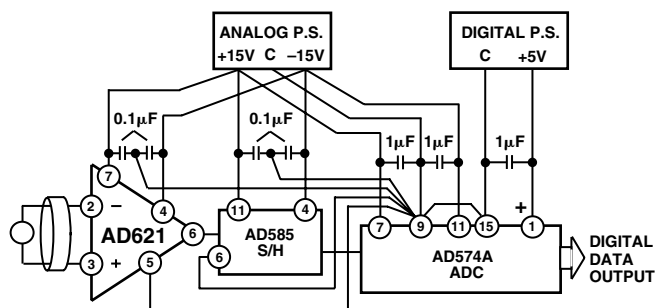 ANALOG P.S.
+15V C –15V
DIGITAL P.S.
C +5V
0.1µF
0.1µF
1µF 1µF
1µF
7
2
–
4
AD621
6
3
+
5
11
4
AD585
S/H
6
7
9
11
15
+
1
AD574A
ADC
DIGITAL
DATA
OUTPUT